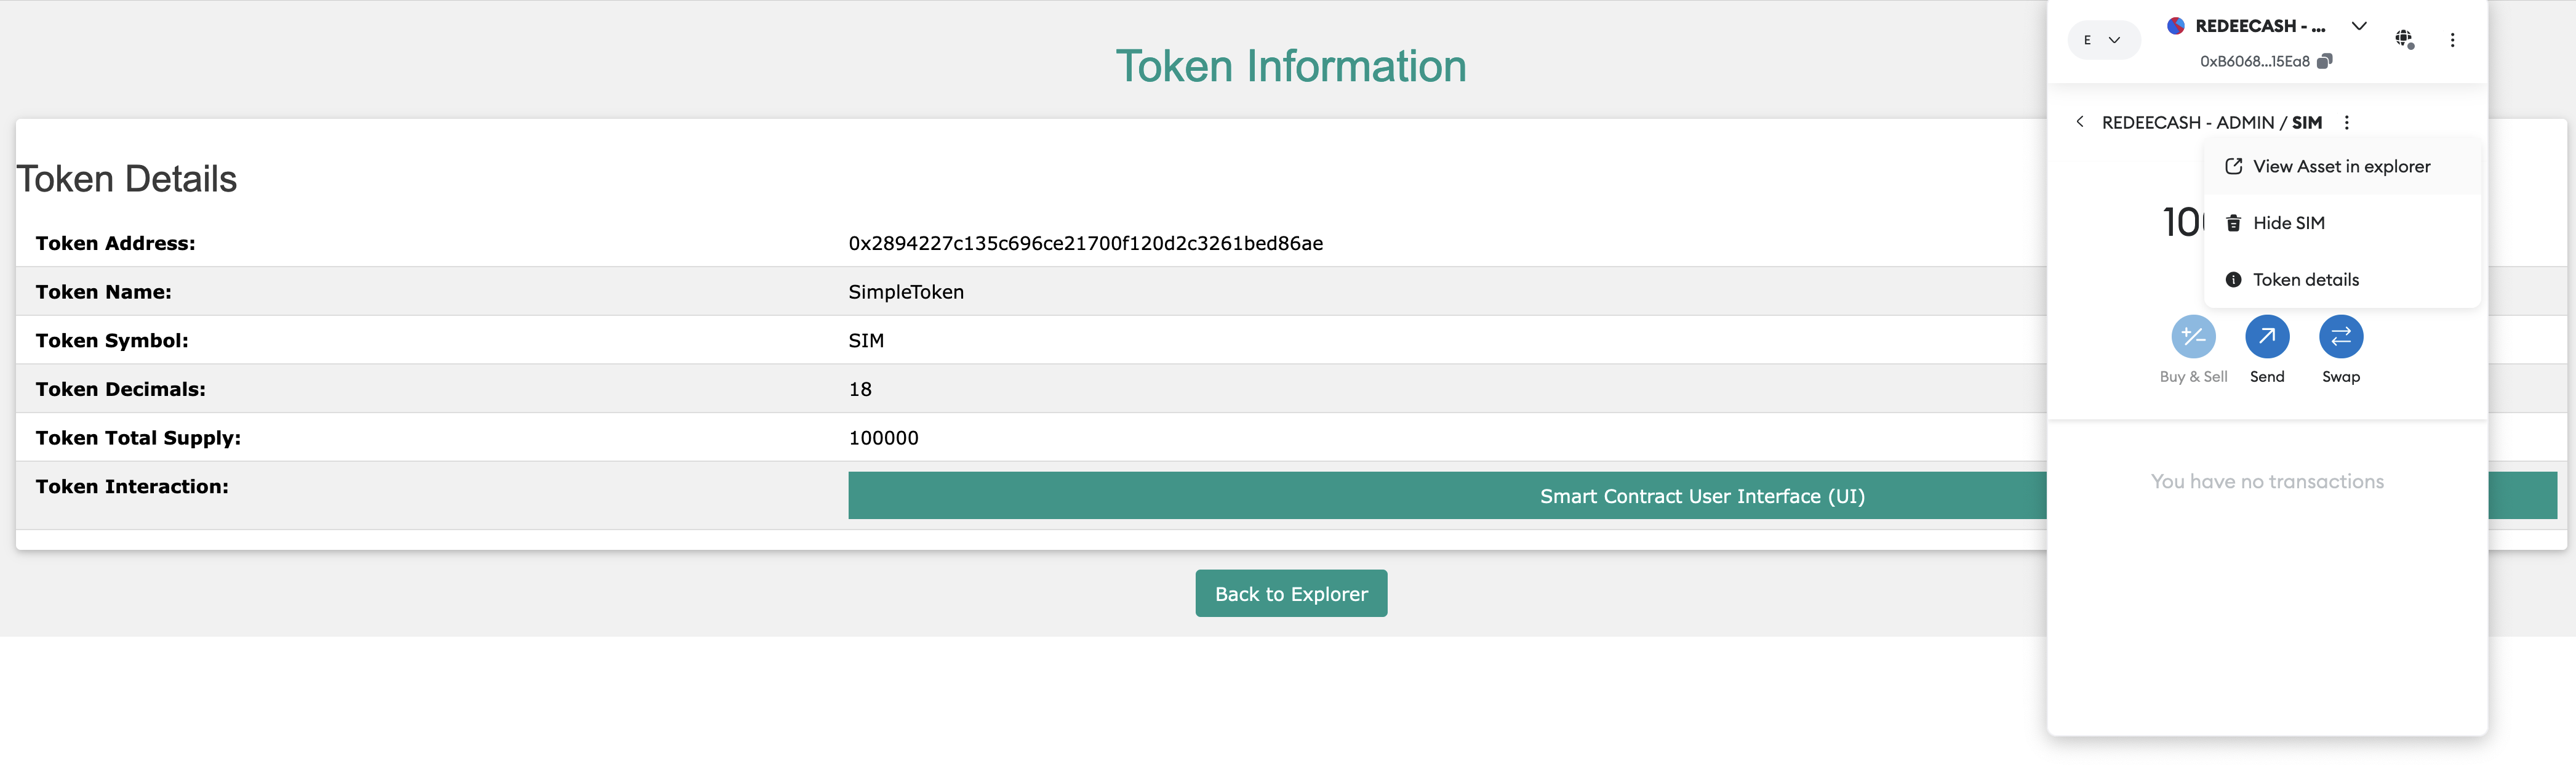 Token Information
Token Details
Token Address: 0x2894227c135c696ce21700f120d2c3261bed86ae
Token Name: SimpleToken
Token Symbol: SIM
Token Decimals: 18
Token Total Supply: 100000
Token Interaction: Smart Contract User Interface (UI)
Back to Explorer
E
REDEECASH - ...
0xB6068...15Ea8
REDEECASH - ADMIN / SIM
View Asset in explorer
Hide SIM
Token details
Buy & Sell Send Swap
You have no transactions